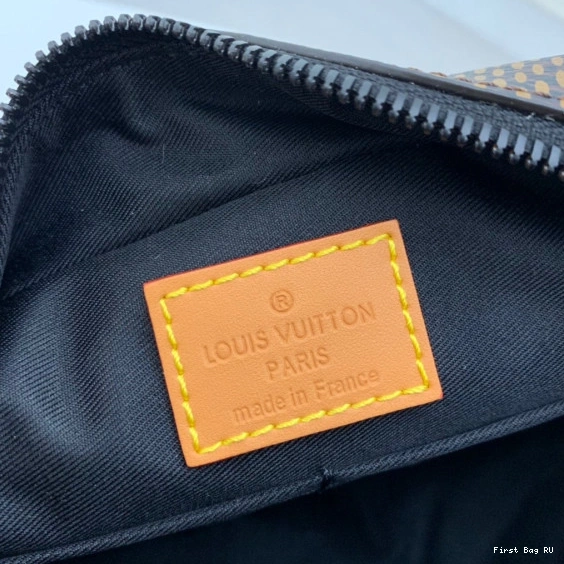 ®
LOUIS VUITTON
PARIS
made in France
First Bag RU